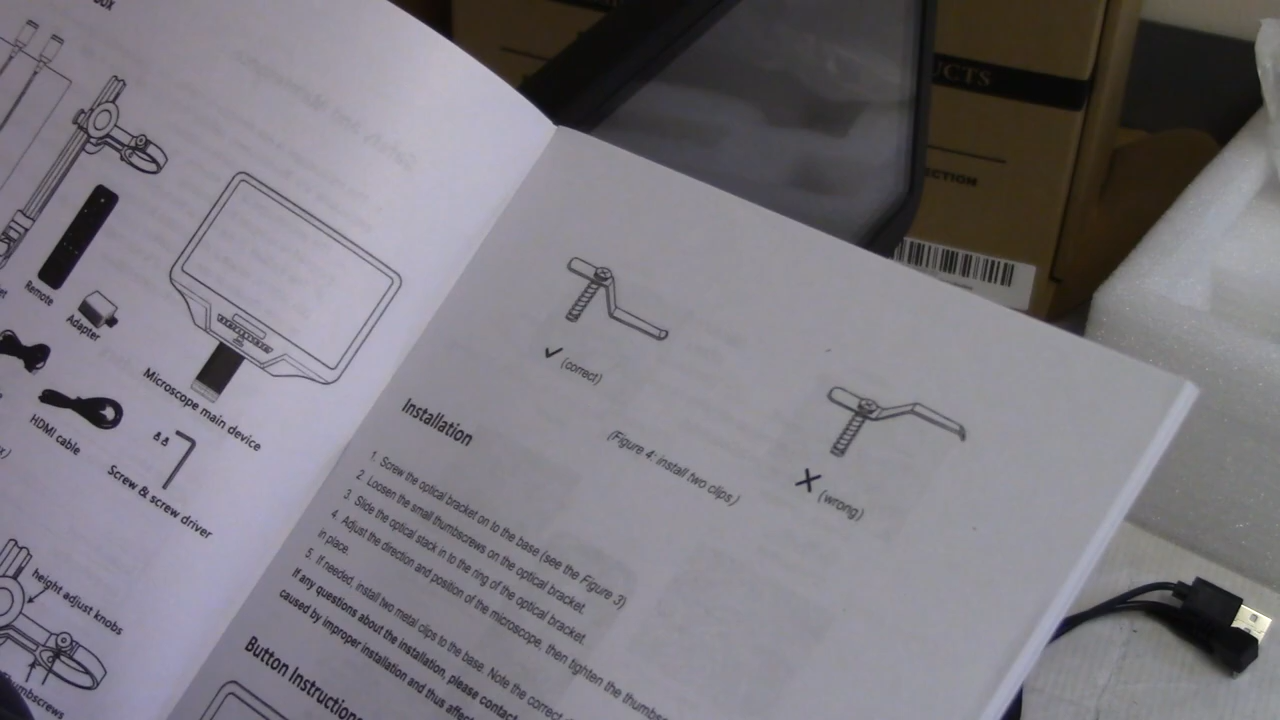 Remote
Adapter
Microscope main device
HDMI cable
Screw & screw driver
height adjust knobs
(correct)
(Figure 4: install two clips)
(wrong)
Installation
1. Screw the optical bracket on to the base (see the Figure 3)
2. Loosen the small thumbscrews on the optical bracket.
3. Slide the optical stack in to the ring of the optical bracket.
4. Adjust the direction and position of the microscope, then tighten the
in place.
5. If needed, install two metal clips to the base. Note the correct
If any questions about the installation, please contact
caused by improper installation and thus
Button
UCTS
ECTION